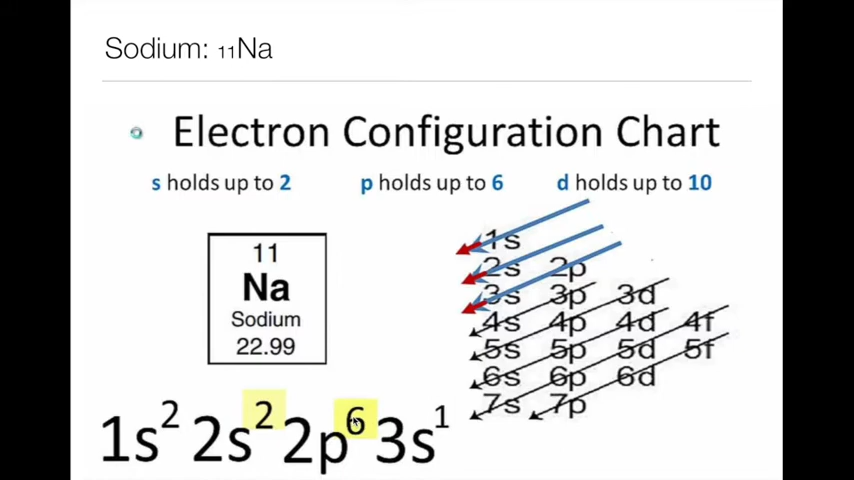 Sodium: ₁₁Na
Electron Configuration Chart
s holds up to 2
p holds up to 6
d holds up to 10
11
Na
Sodium
22.99
1s
2s 2p
3s 3p 3d
4s 4p 4d 4f
5s 5p 5d 5f
6s 6p 6d
7s 7p
1s² 2s² 2p⁶ 3s¹